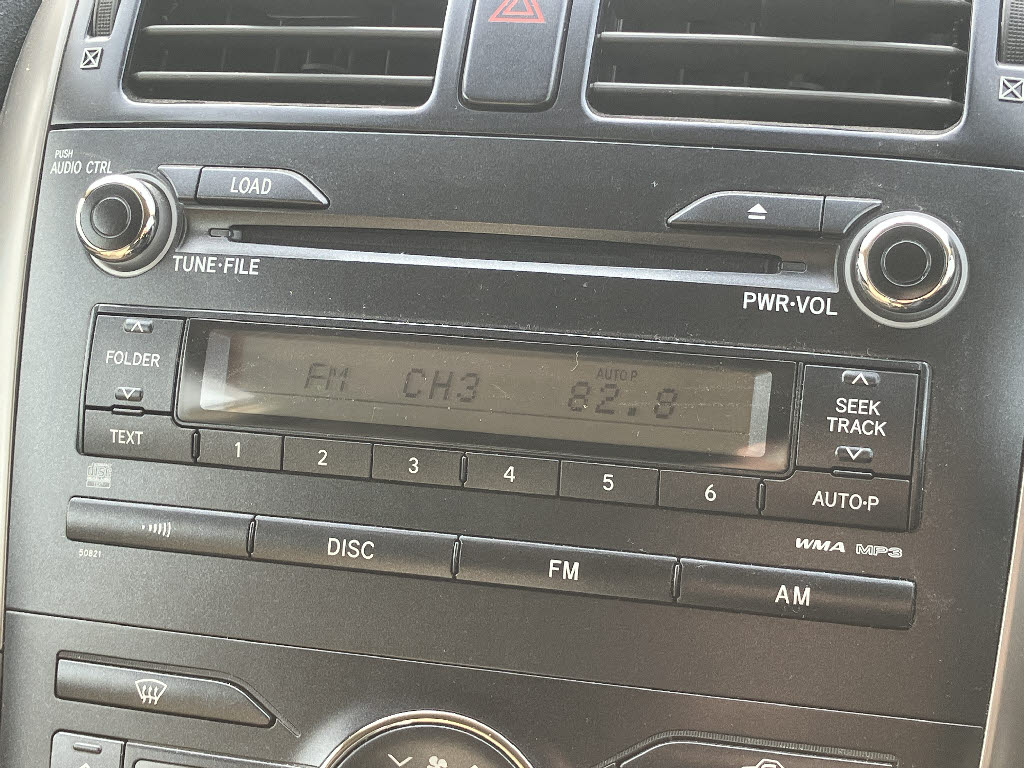 PUSH
AUDIO CTRL
LOAD
TUNE·FILE
PWR·VOL
FOLDER
FM CH3 AUTO P 82.8
SEEK
TRACK
TEXT
1 2 3 4 5 6
AUTO·P
WMA MP3
DISC
FM
AM
50821